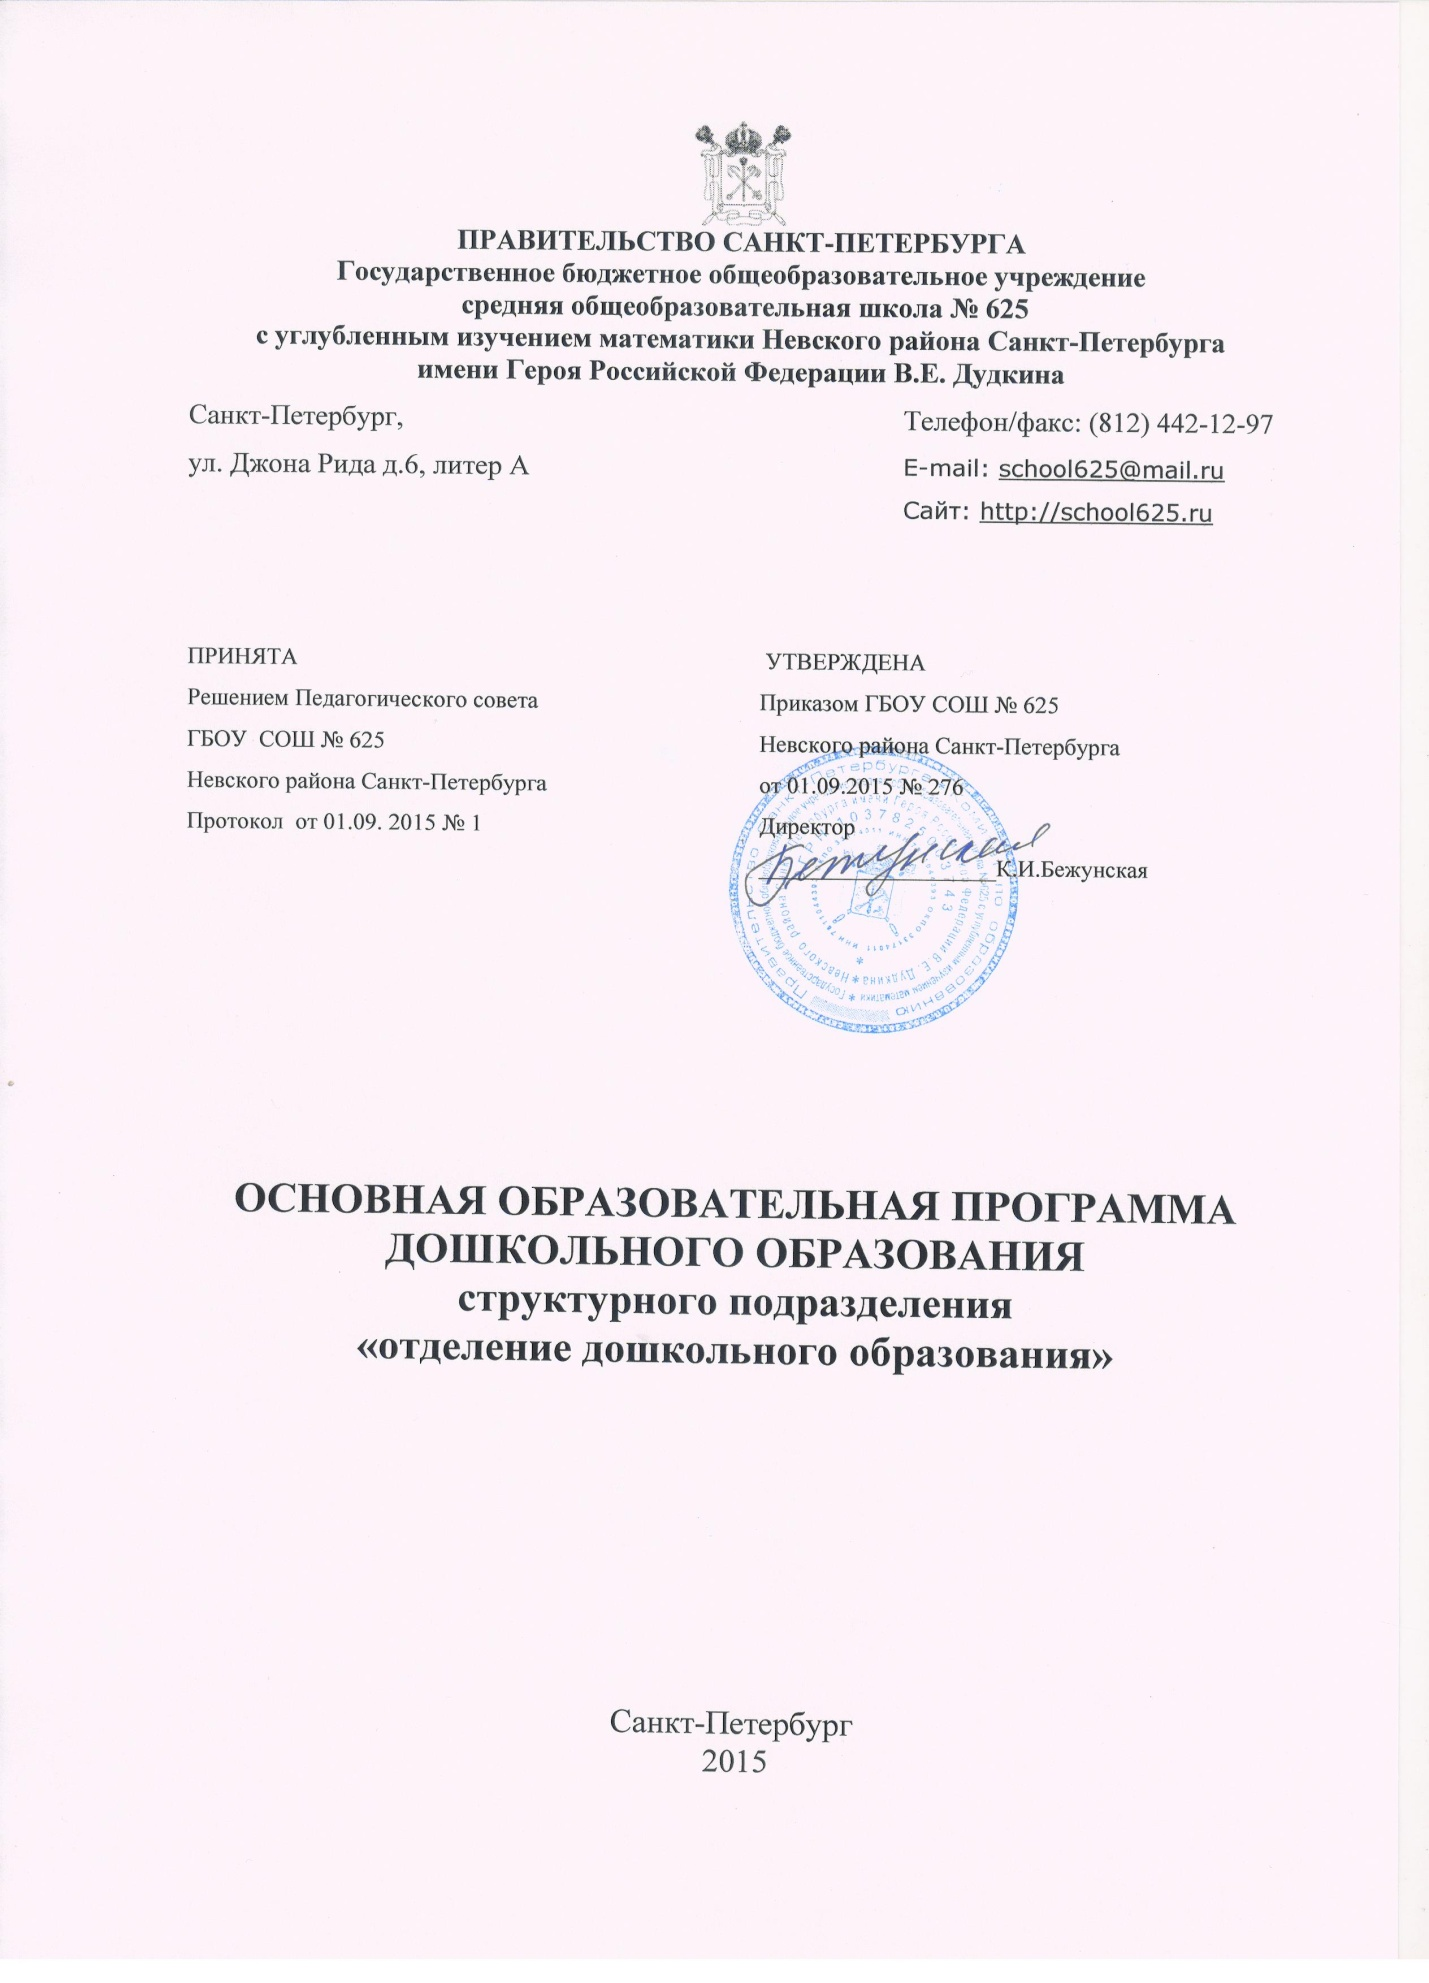 ПРАВИТЕЛЬСТВО САНКТ-ПЕТЕРБУРГА
Государственное бюджетное общеобразовательное учреждение
средняя общеобразовательная школа № 625
с углубленным изучением математики Невского района Санкт-Петербурга
имени Героя Российской Федерации В.Е. Дудкина
Санкт-Петербург,
ул. Джона Рида д.6, литер А
Телефон/факс: (812) 442-12-97
E-mail: school625@mail.ru
Сайт: http://school625.ru
ПРИНЯТА
Решением Педагогического совета
ГБОУ  СОШ № 625
Невского района Санкт-Петербурга
Протокол  от 01.09. 2015 № 1
УТВЕРЖДЕНА
Приказом ГБОУ СОШ № 625
Невского района Санкт-Петербурга
от 01.09.2015 № 276
Директор
К.И.Бежунская
ОСНОВНАЯ ОБРАЗОВАТЕЛЬНАЯ ПРОГРАММА
ДОШКОЛЬНОГО ОБРАЗОВАНИЯ
структурного подразделения
«отделение дошкольного образования»
Санкт-Петербург
2015